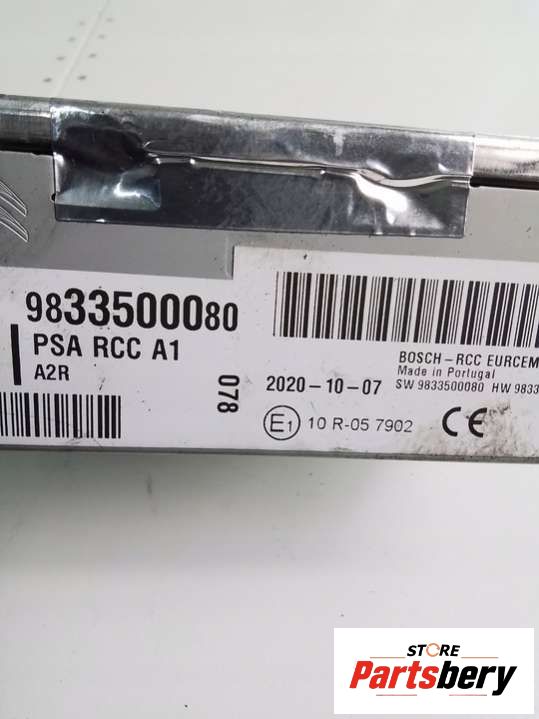 9833500080
PSA RCC A1
A2R
078
BOSCH-RCC EURCEM
Made in Portugal
2020-10-07
SW 9833500080 HW 9833
E1 10 R-05 7902 CE
STORE
Partsbery